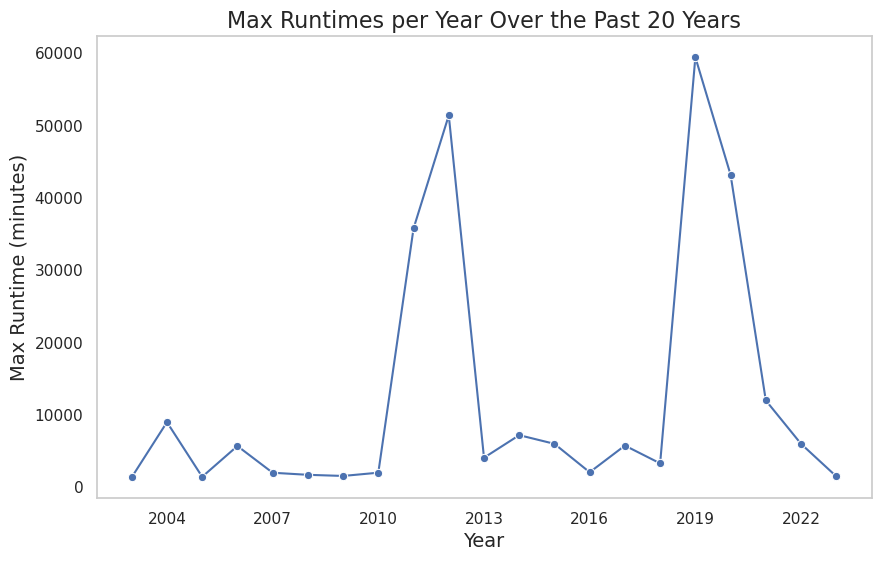 Max Runtimes per Year Over the Past 20 Years
Max Runtime (minutes)
60000
50000
40000
30000
20000
10000
0
2004 2007 2010 2013 2016 2019 2022
Year